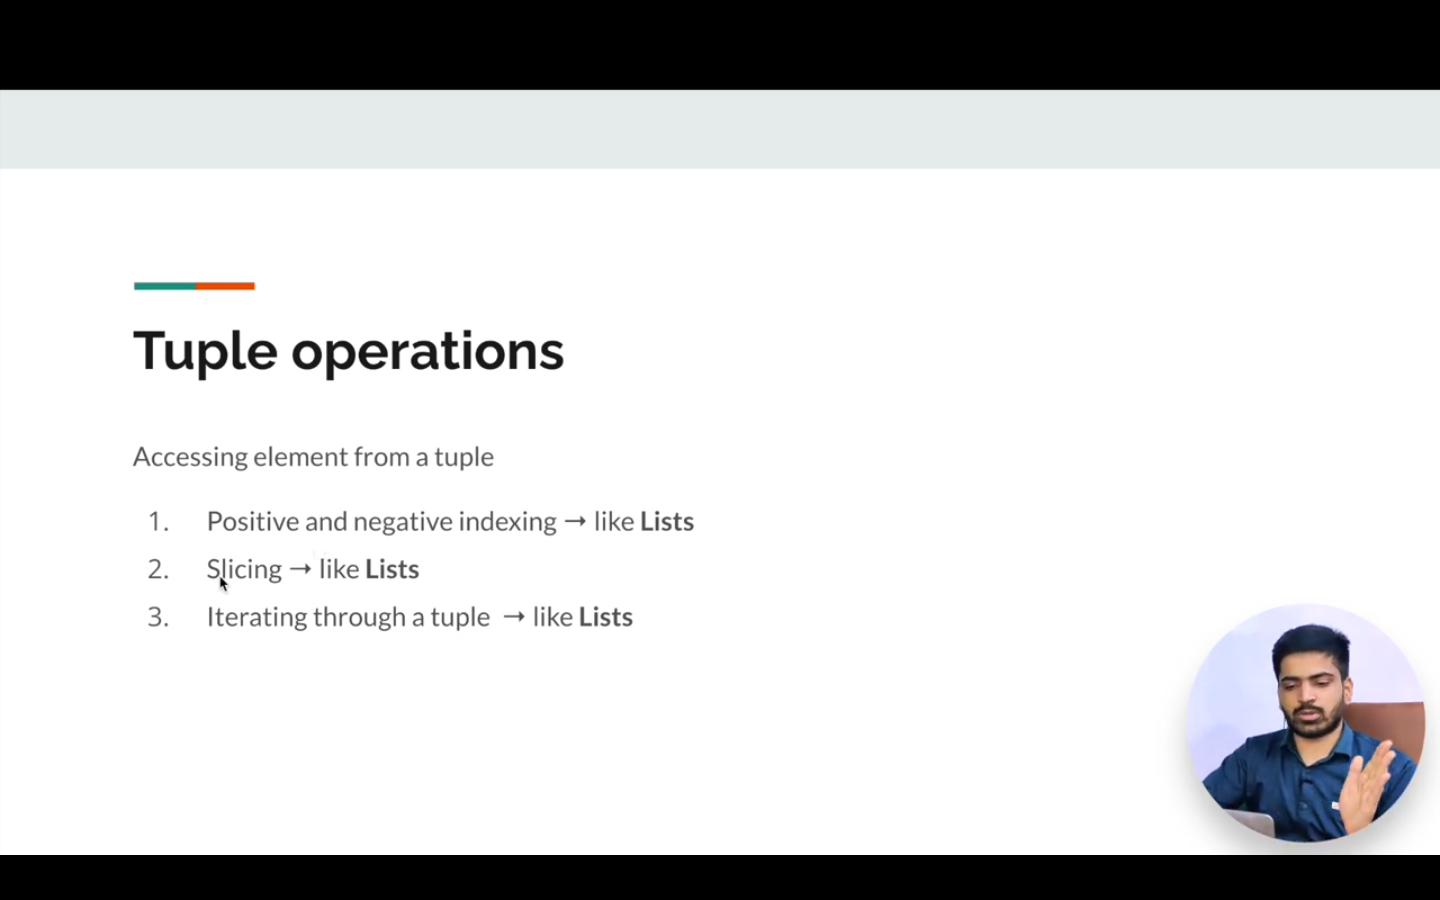 Tuple operations
Accessing element from a tuple
1. Positive and negative indexing → like Lists
2. Slicing → like Lists
3. Iterating through a tuple → like Lists